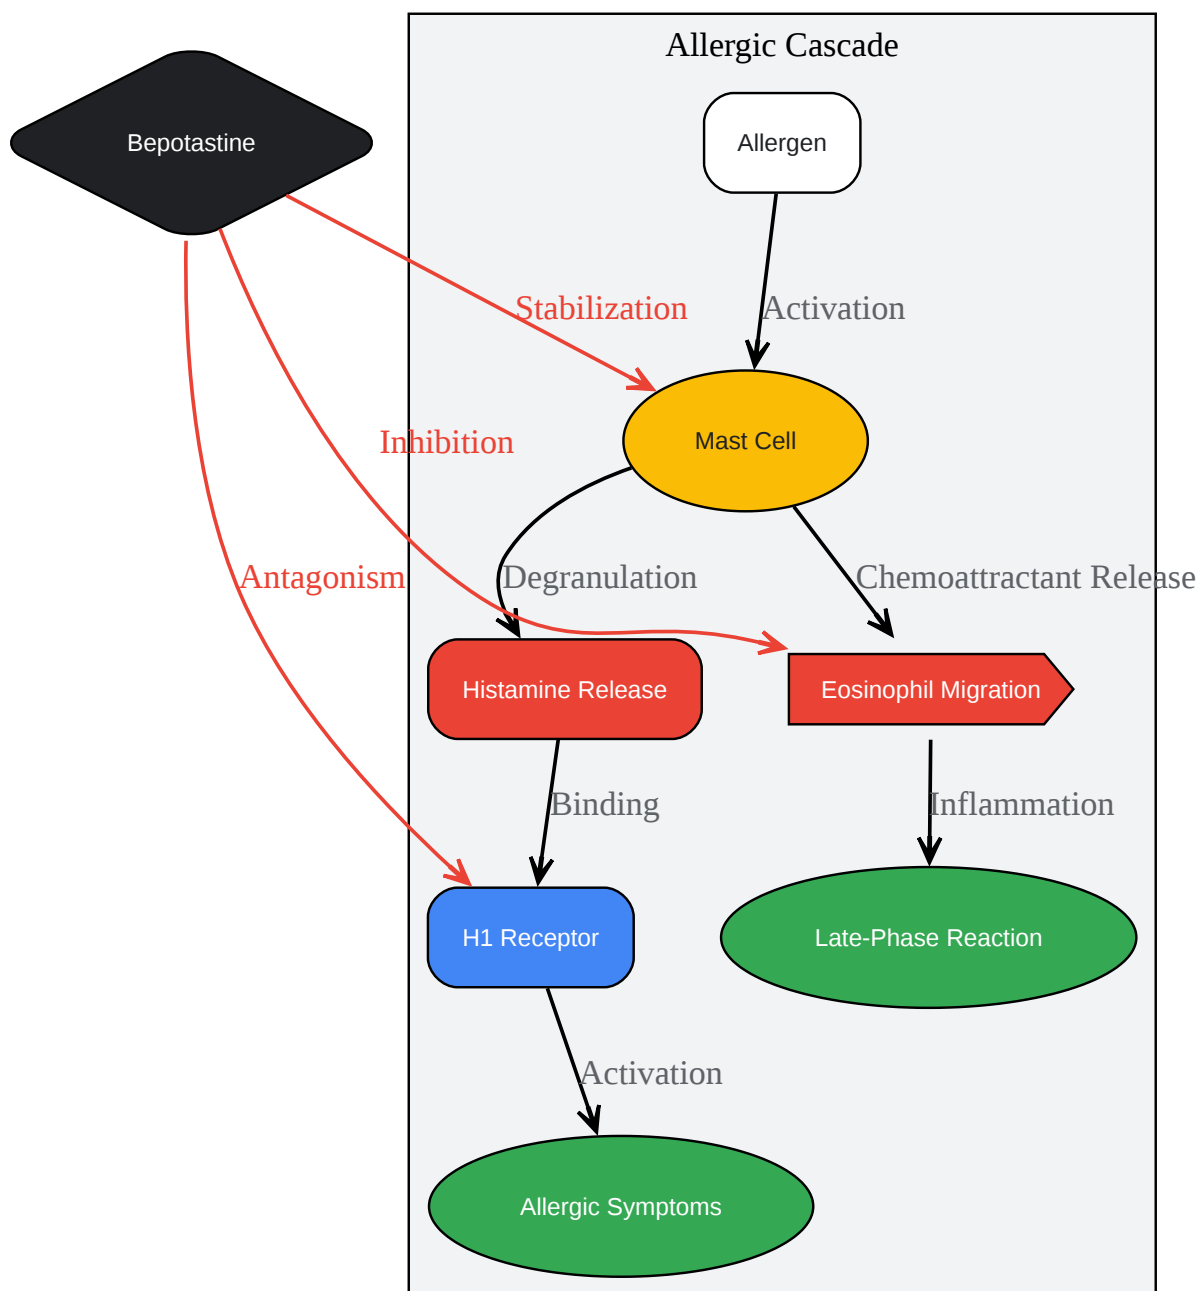 Allergic Cascade
Bepotastine
Allergen
Stabilization
Activation
Inhibition
Mast Cell
Antagonism
Degranulation
Chemoattractant Release
Histamine Release
Eosinophil Migration
Binding
Inflammation
H1 Receptor
Late-Phase Reaction
Activation
Allergic Symptoms